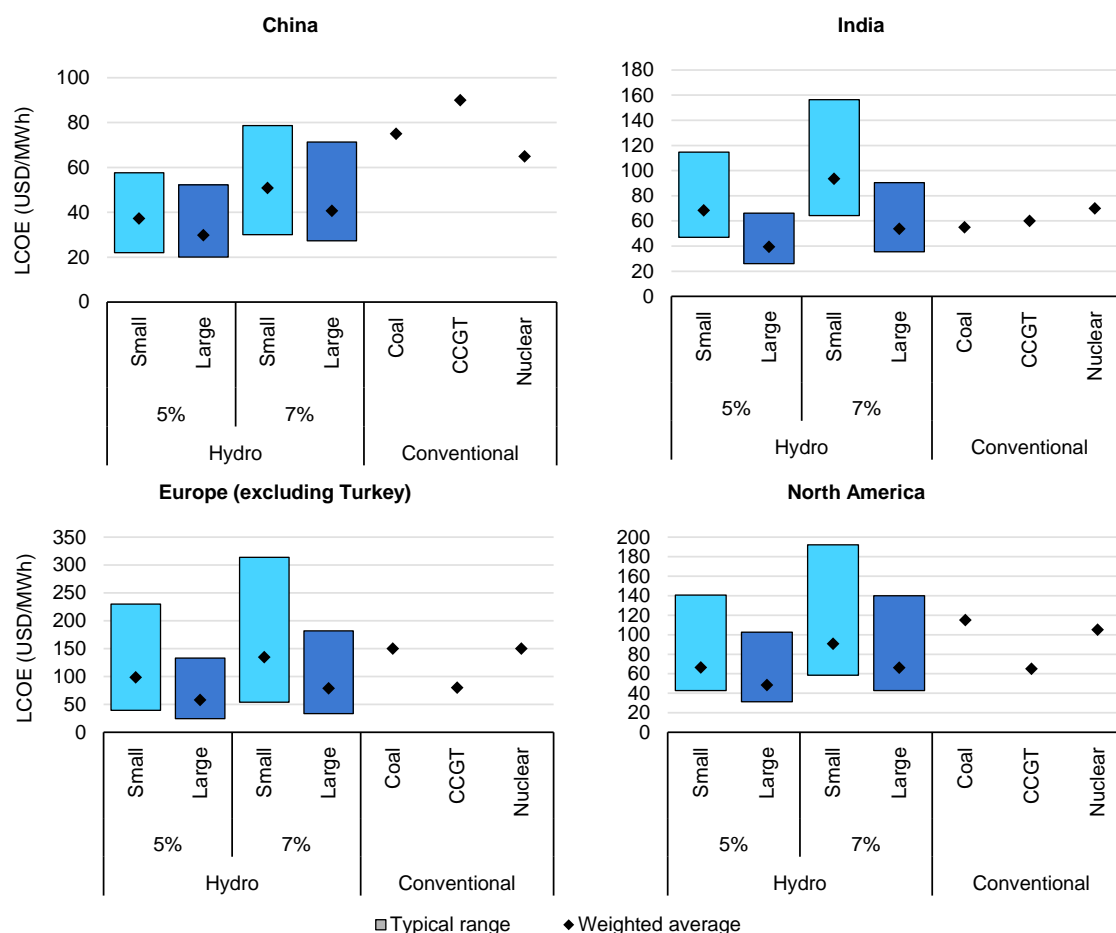 China
LCOE (USD/MWh)
100
80
60
40
20
0
Small
Large
Small
Large
Coal
CCGT
Nuclear
5%
7%
Hydro
Conventional
India
180
160
140
120
100
80
60
40
20
0
Small
Large
Small
Large
Coal
CCGT
Nuclear
5%
7%
Hydro
Conventional
Europe (excluding Turkey)
LCOE (USD/MWh)
350
300
250
200
150
100
50
0
Small
Large
Small
Large
Coal
CCGT
Nuclear
5%
7%
Hydro
Conventional
North America
200
180
160
140
120
100
80
60
40
20
0
Small
Large
Small
Large
Coal
CCGT
Nuclear
5%
7%
Hydro
Conventional
Typical range
Weighted average